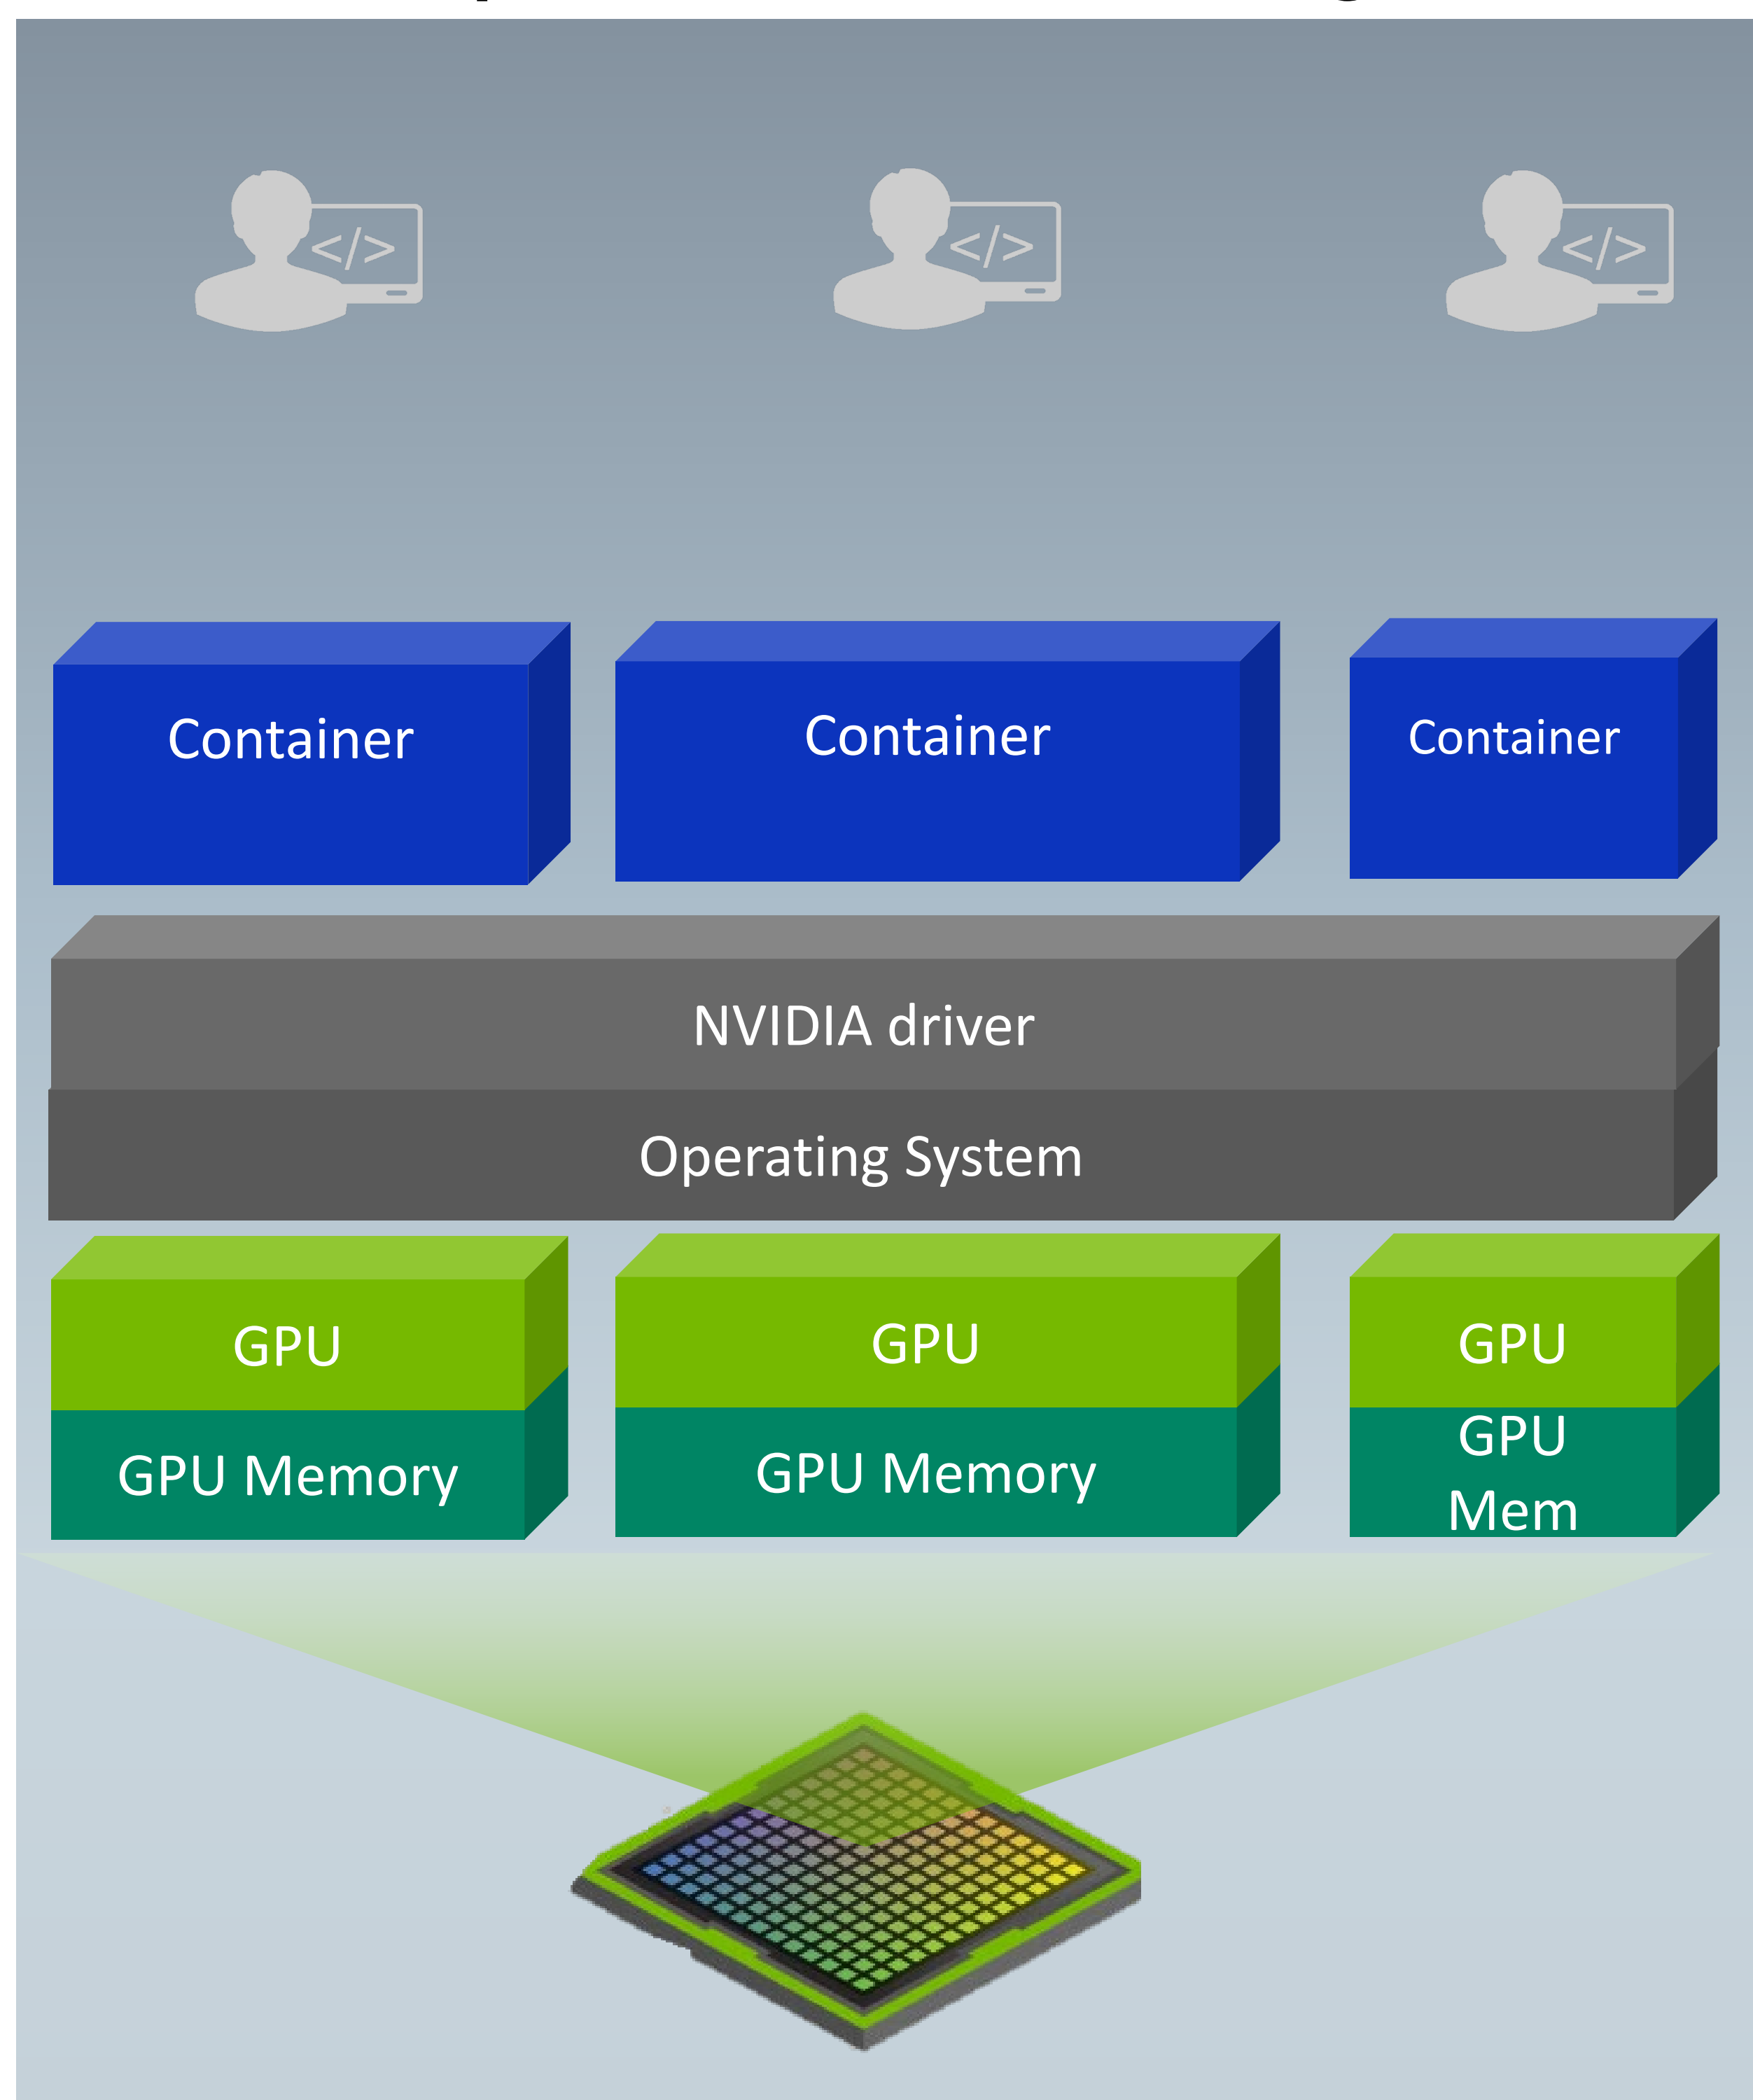 </>
</>
</>
Container
Container
Container
NVIDIA driver
Operating System
GPU
GPU
GPU
GPU Memory
GPU Memory
GPU
Mem